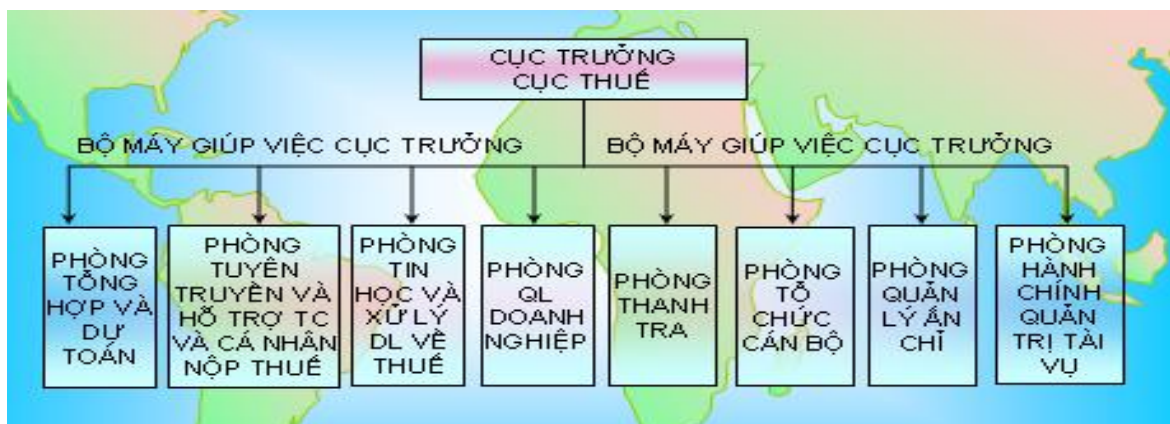 CỤC TRƯỞNG
CỤC THUẾ
BỘ MÁY GIÚP VIỆC CỤC TRƯỞNG
BỘ MÁY GIÚP VIỆC CỤC TRƯỞNG
PHÒNG
TỔNG
HỢP VÀ
DỰ
TOÁN
PHÒNG
TUYÊN
TRUYỀN VÀ
HỖ TRỢ TC
VÀ CÁ NHÂN
NỘP THUẾ
PHÒNG
TIN
HỌC VÀ
XỬ LÝ
DL VỀ
THUẾ
PHÒNG
QL
DOANH
NGHIỆP
PHÒNG
THANH
TRA
PHÒNG
TỔ
CHỨC
CÁN BỘ
PHÒNG
QUẢN
LÝ ẤN
CHỈ
PHÒNG
HÀNH
CHÍNH
QUẢN
TRỊ TÀI
VỤ